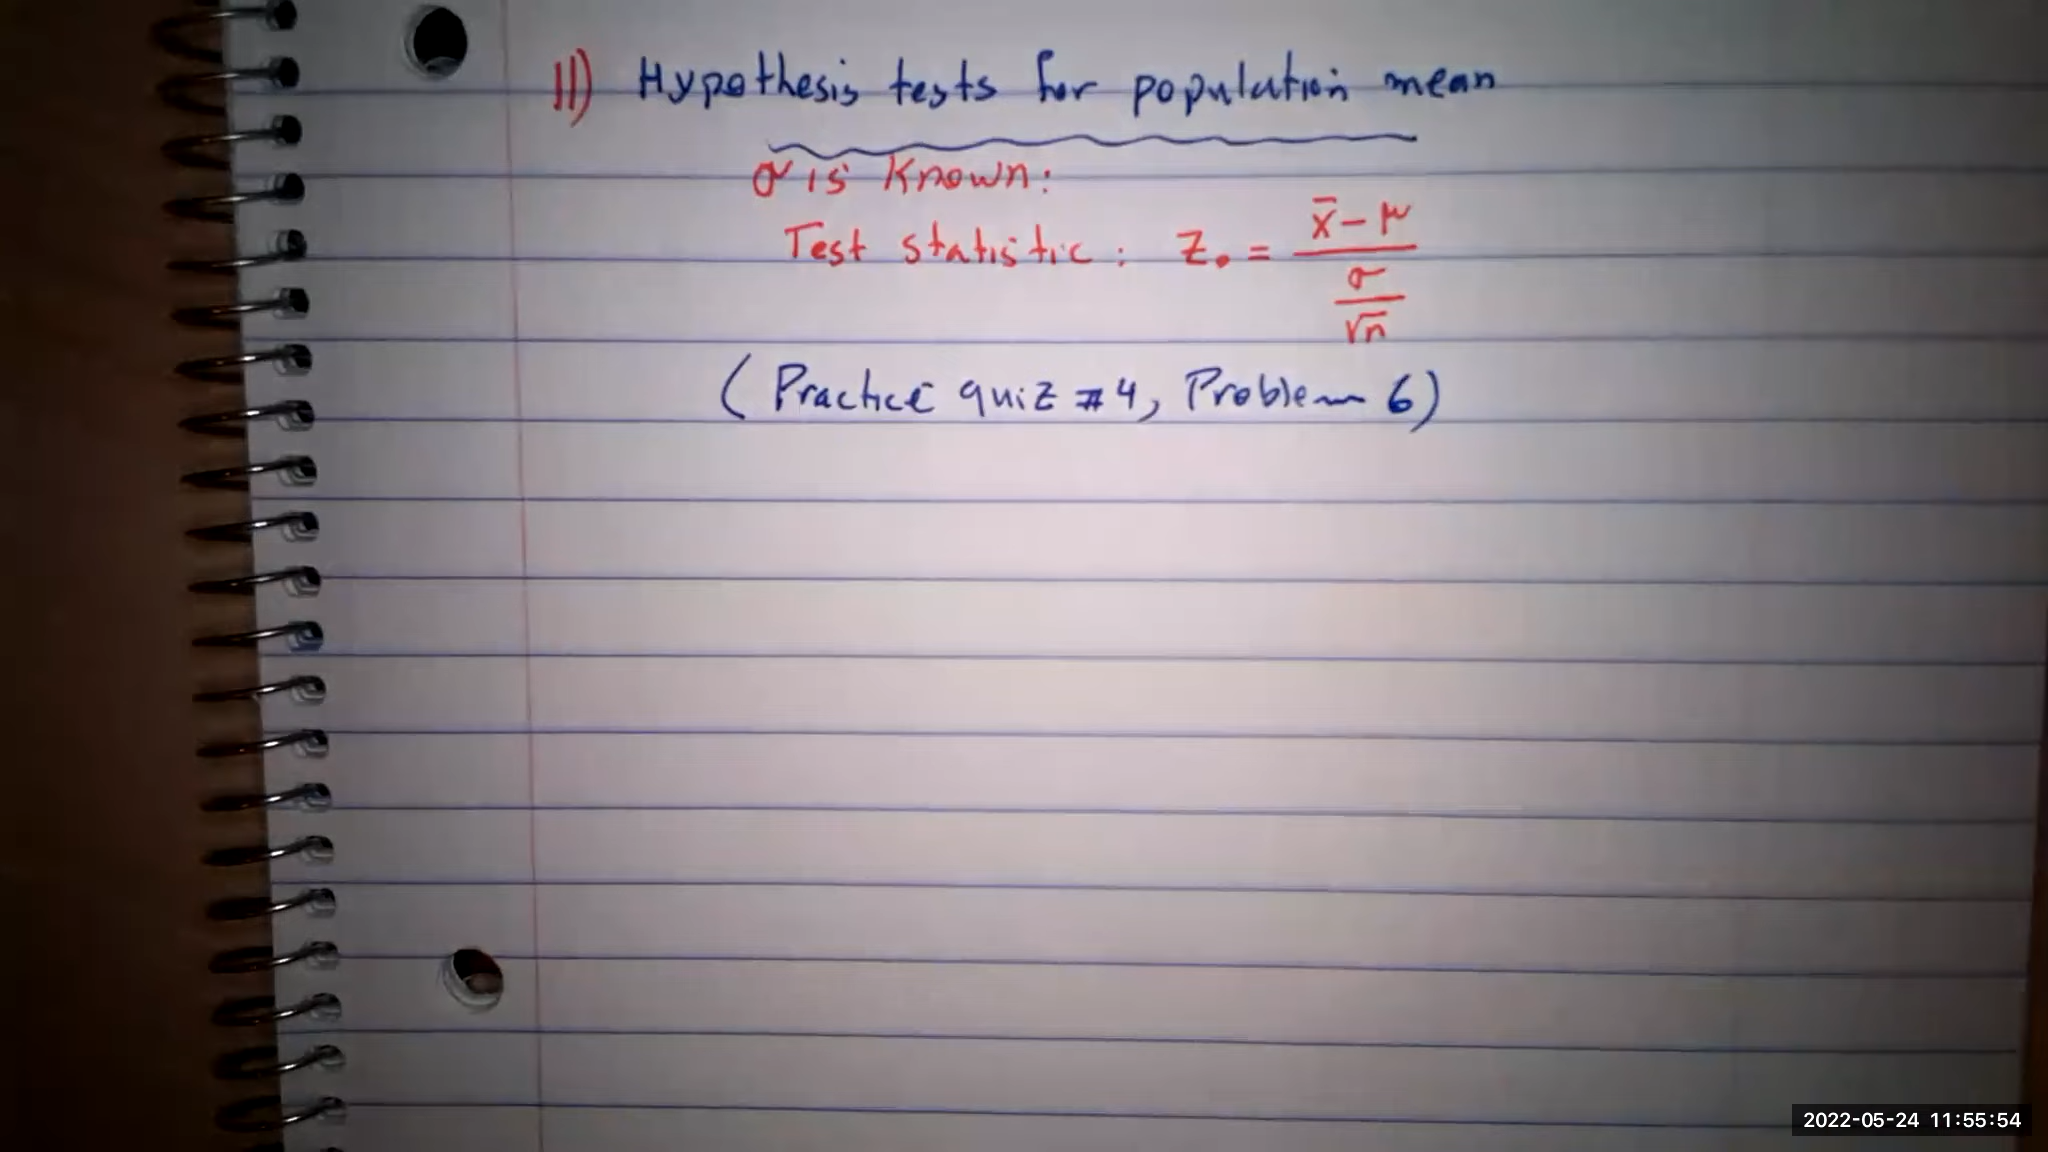 11) Hypothesis tests for population mean
σ is known:
Test statistic: Z₀ = (x̄ - μ) / (σ / √n)
(Practice quiz #4, Problem 6)
2022-05-24 11:55:54